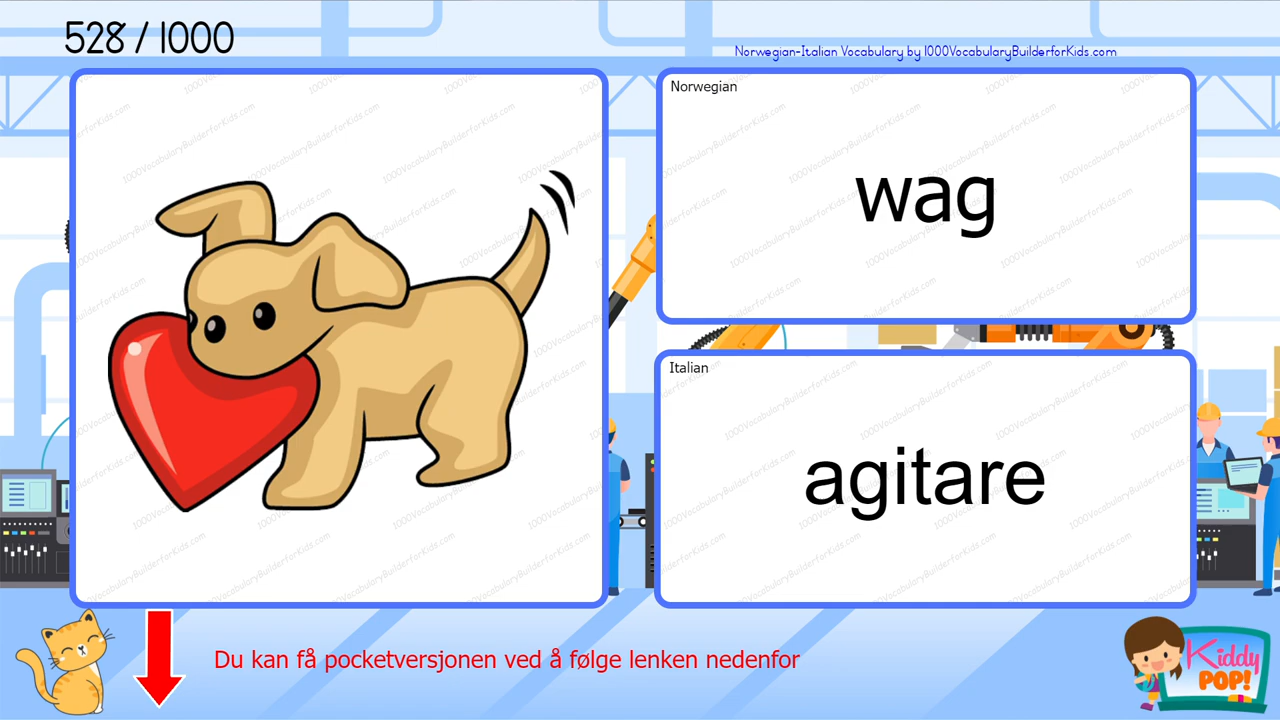 528 / 1000
Norwegian-Italian Vocabulary by 1000VocabularyBuilderforKids.com
Norwegian
wag
Italian
agitare
Du kan få pocketversjonen ved å følge lenken nedenfor
Kiddy
POP!